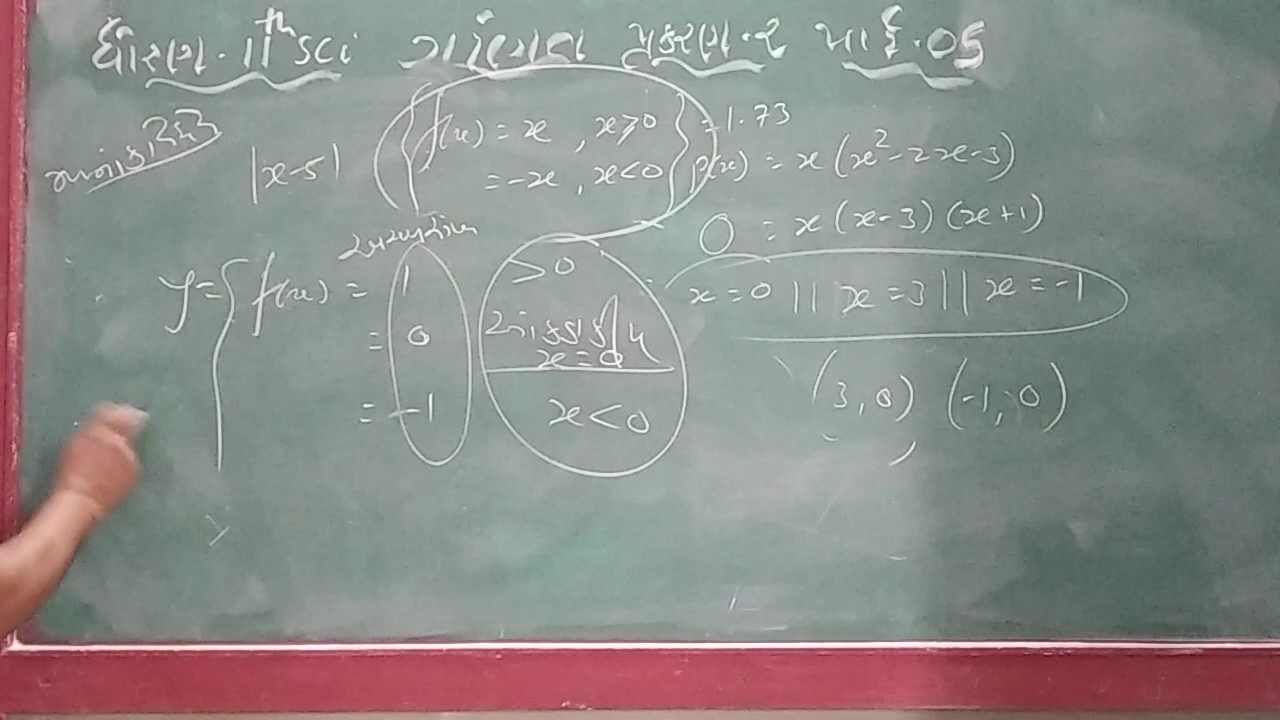 ધોરણ. 11th sci ગણિત પ્રકરણ. ૨ ભાગ. 05
|x-5| f(x) = x , x≥0 = 1.73
= -x , x<0 p(x) = x(x²-2x-3)
0 = x(x-3)(x+1)
y = f(x) = 1 >0
x=0 || x=3 || x=-1
= 0
x=0
= -1 x<0
(3,0) (-1,0)